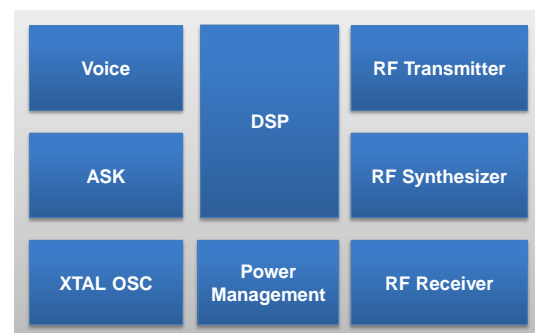 Voice
DSP
RF Transmitter
ASK
RF Synthesizer
XTAL OSC
Power
Management
RF Receiver